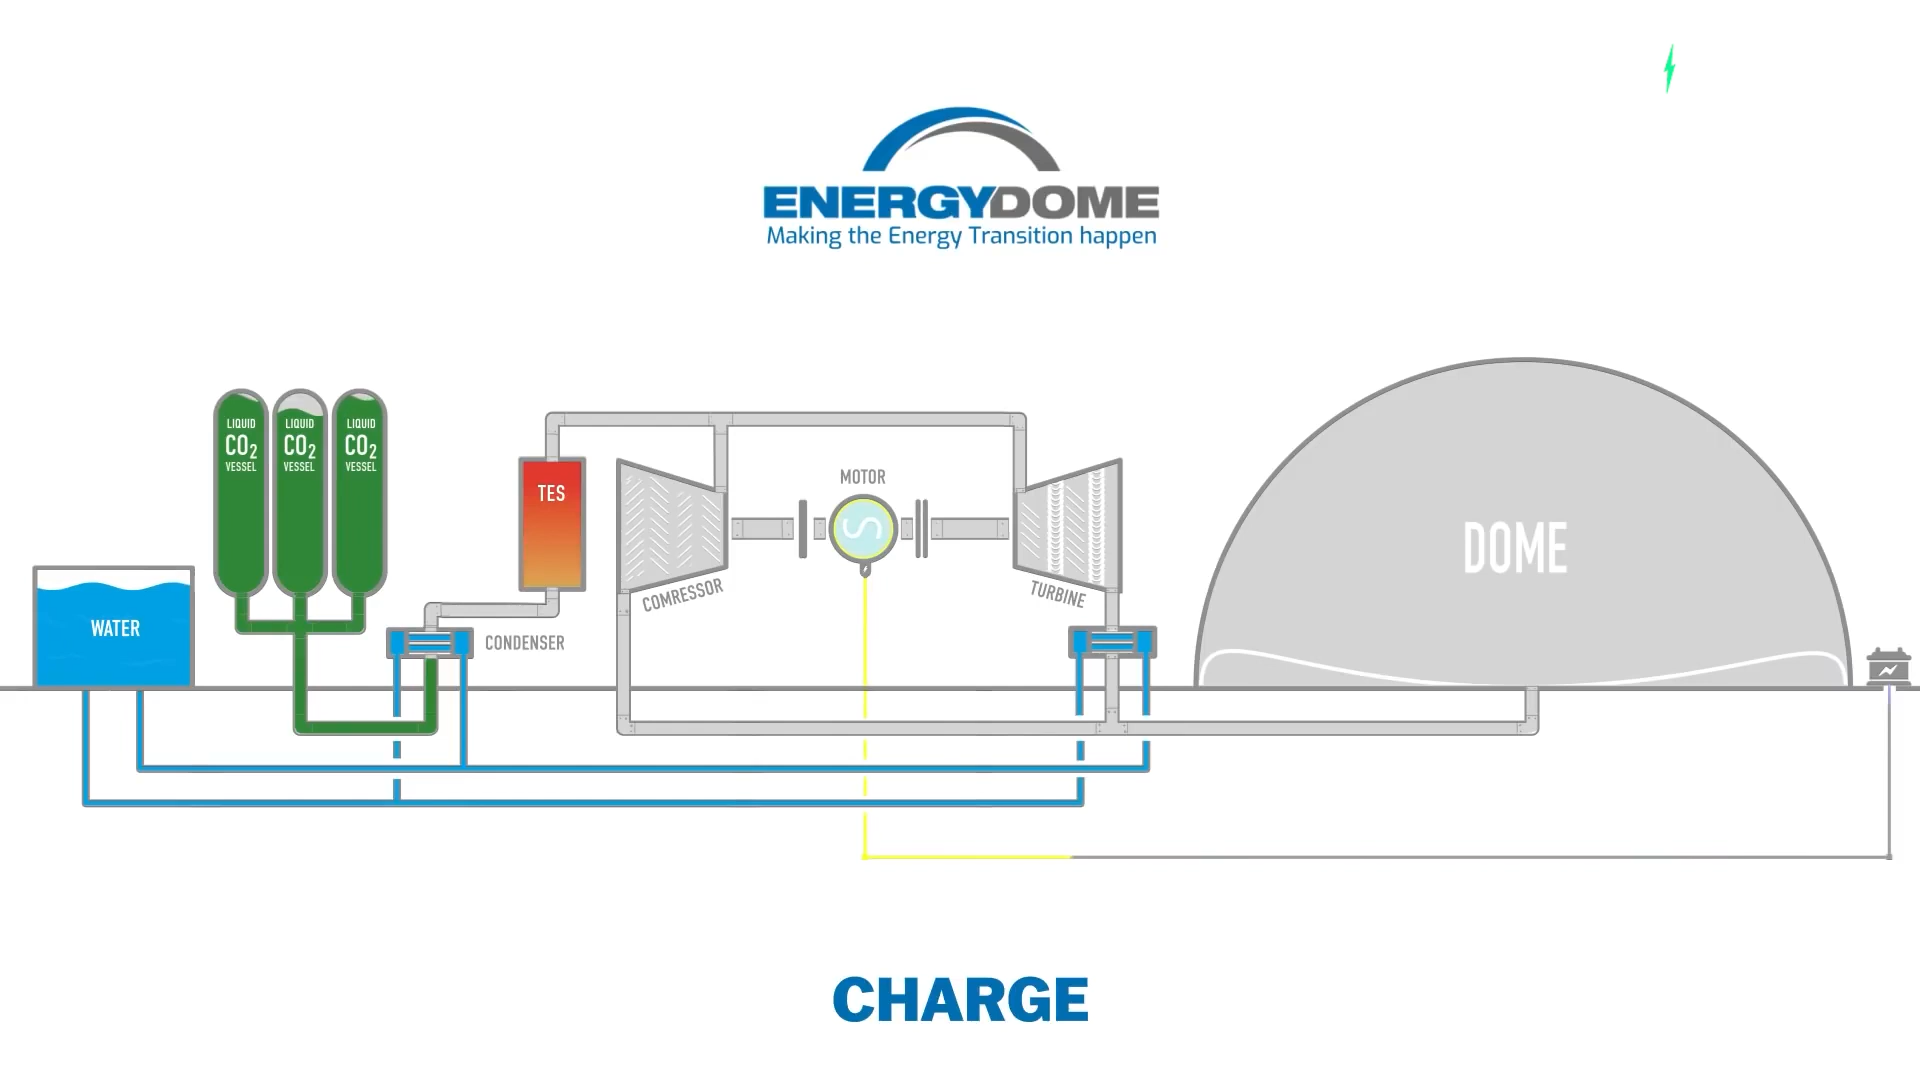 ENERGYDOME
Making the Energy Transition happen
LIQUID
CO2
VESSEL
LIQUID
CO2
VESSEL
LIQUID
CO2
VESSEL
TES
MOTOR
DOME
COMRESSOR
TURBINE
WATER
CONDENSER
CHARGE